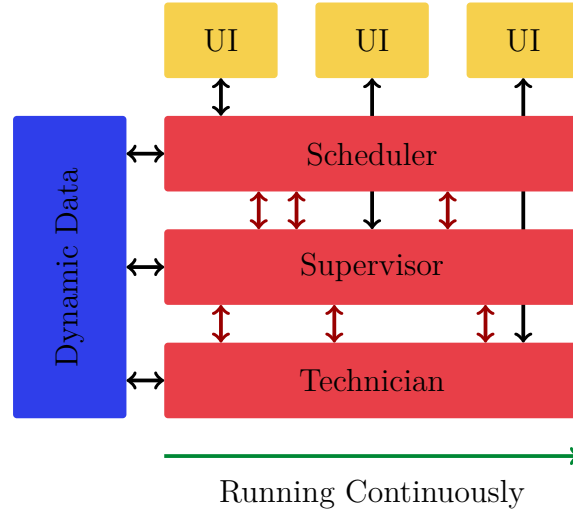 UI
UI
UI
Scheduler
Dynamic Data
Supervisor
Technician
Running Continuously